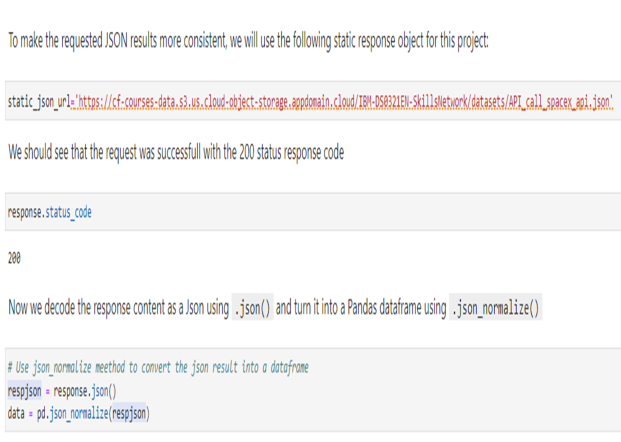 To make the requested JSON results more consistent, we will use the following static response object for this project:
static_json_url='https://cf-courses-data.s3.us.cloud-object-storage.appdomain.cloud/IBM-DS0321EN-SkillsNetwork/datasets/API_call_spacex_api.json'
We should see that the request was successfull with the 200 status response code
response.status_code
200
Now we decode the response content as a Json using .json() and turn it into a Pandas dataframe using .json_normalize()
# Use json_normalize meethod to convert the json result into a dataframe
respjson = response.json()
data = pd.json_normalize(respjson)